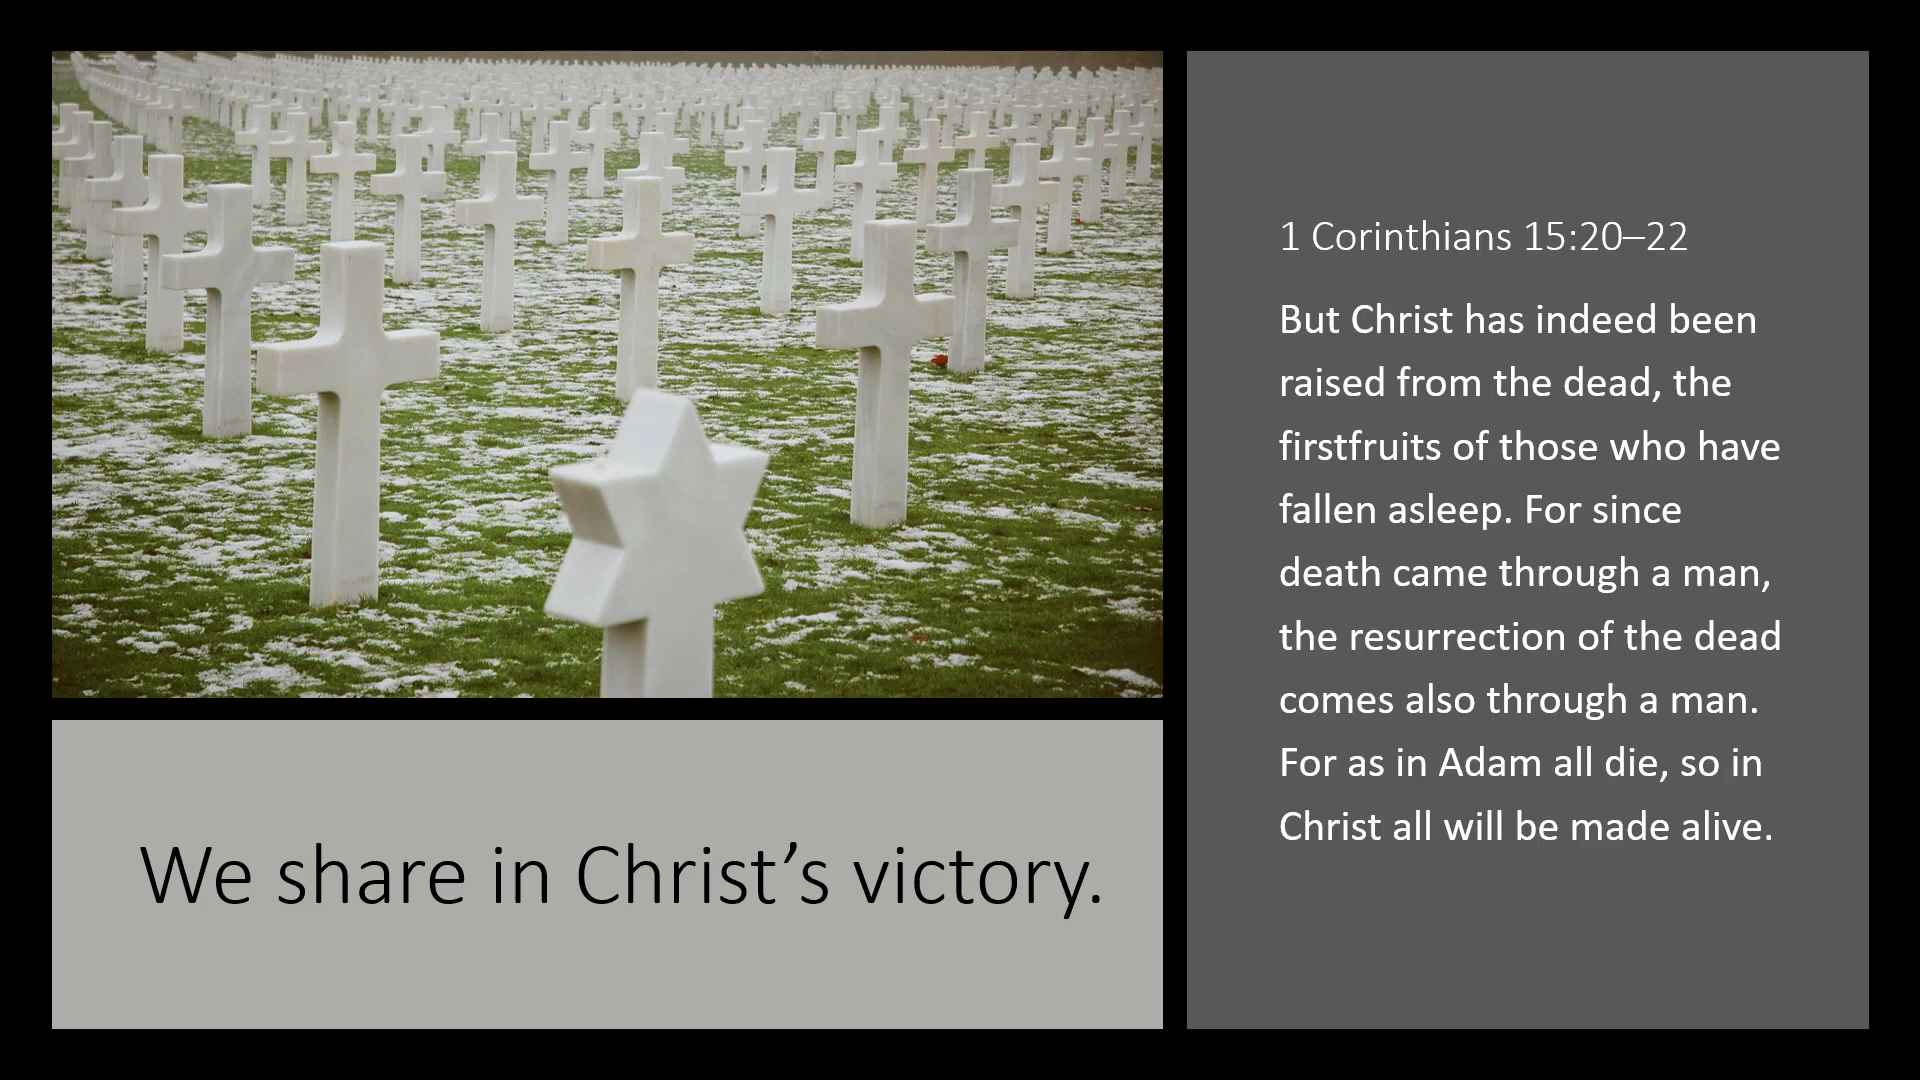 We share in Christ’s victory.
1 Corinthians 15:20–22
But Christ has indeed been
raised from the dead, the
firstfruits of those who have
fallen asleep. For since
death came through a man,
the resurrection of the dead
comes also through a man.
For as in Adam all die, so in
Christ all will be made alive.